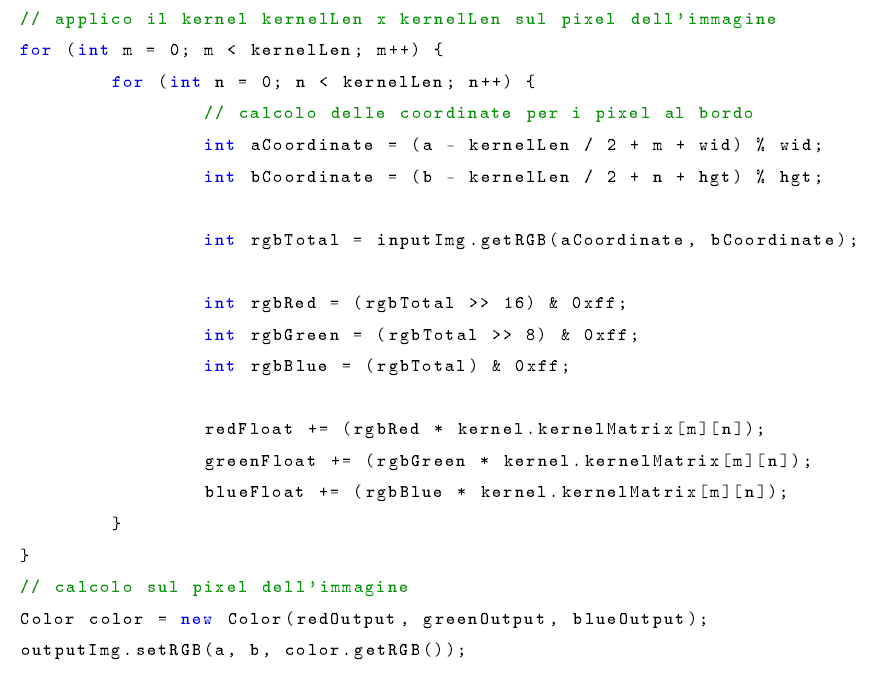 // applico il kernel kernelLen x kernelLen sul pixel dell'immagine
for (int m = 0; m < kernelLen; m++) {
for (int n = 0; n < kernelLen; n++) {
// calcolo delle coordinate per i pixel al bordo
int aCoordinate = (a - kernelLen / 2 + m + wid) % wid;
int bCoordinate = (b - kernelLen / 2 + n + hgt) % hgt;
int rgbTotal = inputImg.getRGB(aCoordinate, bCoordinate);
int rgbRed = (rgbTotal >> 16) & 0xff;
int rgbGreen = (rgbTotal >> 8) & 0xff;
int rgbBlue = (rgbTotal) & 0xff;
redFloat += (rgbRed * kernel.kernelMatrix[m][n]);
greenFloat += (rgbGreen * kernel.kernelMatrix[m][n]);
blueFloat += (rgbBlue * kernel.kernelMatrix[m][n]);
}
}
// calcolo sul pixel dell'immagine
Color color = new Color(redOutput, greenOutput, blueOutput);
outputImg.setRGB(a, b, color.getRGB());